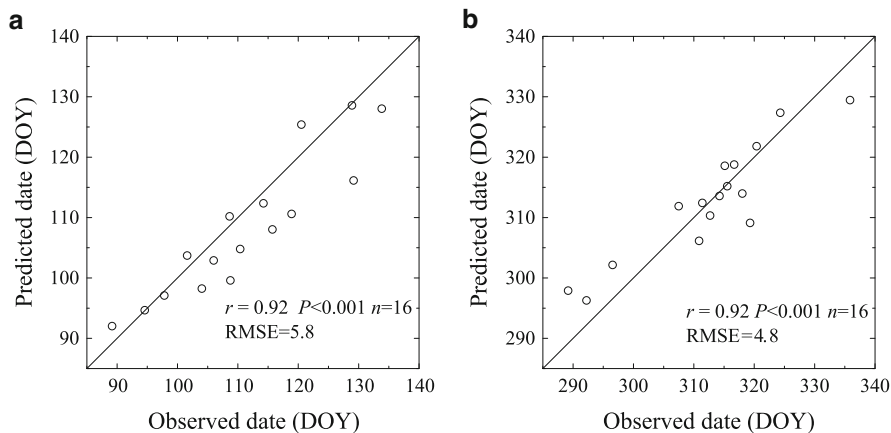 a
140
130
120
110
100
90
Predicted date (DOY)
r = 0.92 P<0.001 n=16
RMSE=5.8
90 100 110 120 130 140
Observed date (DOY)
b
340
330
320
310
300
290
Predicted date (DOY)
r = 0.92 P<0.001 n=16
RMSE=4.8
290 300 310 320 330 340
Observed date (DOY)